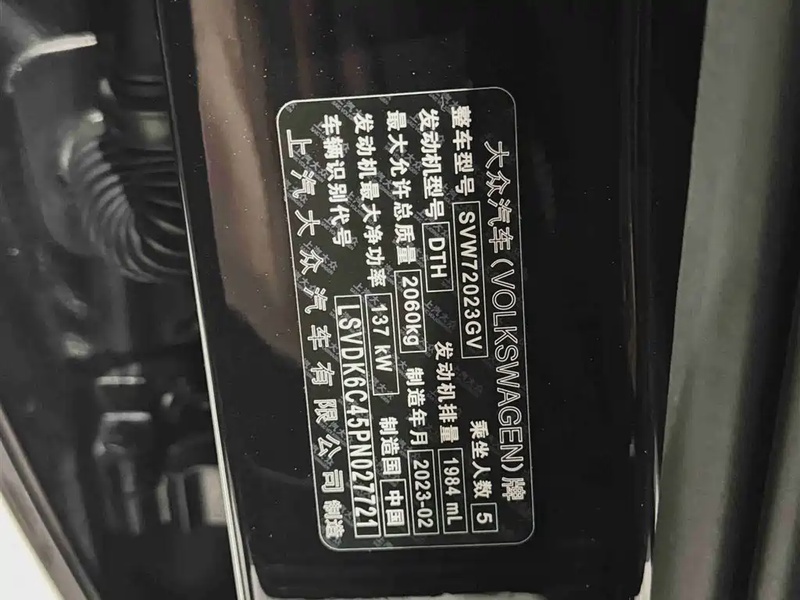 大众汽车(VOLKSWAGEN)牌
整车型号 SVW72023GV 乘坐人数 5
发动机型号 DTH 发动机排量 1984 mL
最大允许总质量 2060kg 制造年月 2023-02
发动机最大净功率 137 kW 制造国 中国
车辆识别代号 LSVDK6C45PN027721
上汽大众汽车有限公司 制造